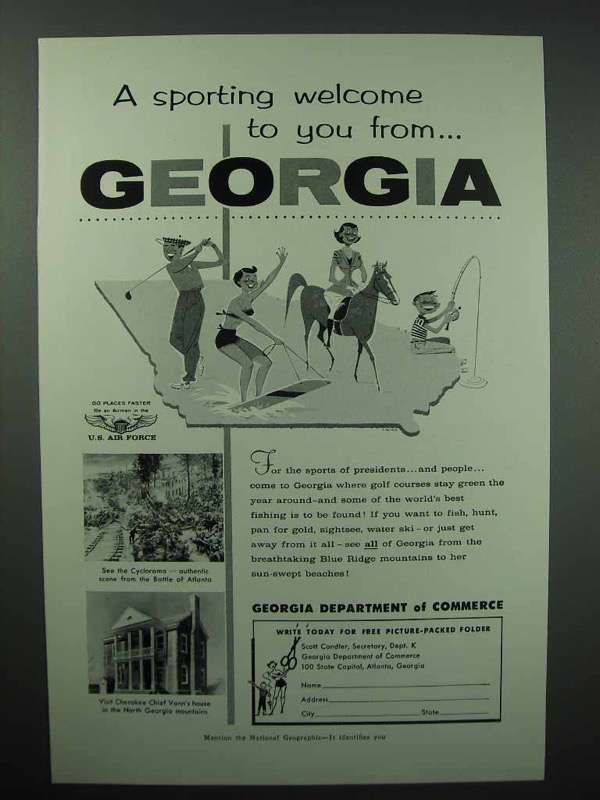 A sporting welcome
to you from...
GEORGIA
GO PLACES FASTER
As an Airman in the
U.S. AIR FORCE
See the Cyclorama — authentic
scene from the Battle of Atlanta
Visit Cherokee Chief Vann's house
in the North Georgia mountains
For the sports of presidents...and people...
come to Georgia where golf courses stay green the
year around—and some of the world's best
fishing is to be found! If you want to fish, hunt,
pan for gold, sightsee, water ski—or just get
away from it all—see all of Georgia from the
breathtaking Blue Ridge mountains to her
sun-swept beaches!
GEORGIA DEPARTMENT of COMMERCE
WRITE TODAY FOR FREE PICTURE-PACKED FOLDER
Scott Candler, Secretary, Dept. K
Georgia Department of Commerce
100 State Capitol, Atlanta, Georgia
Name
Address
City State
Mention the National Geographic—It identifies you